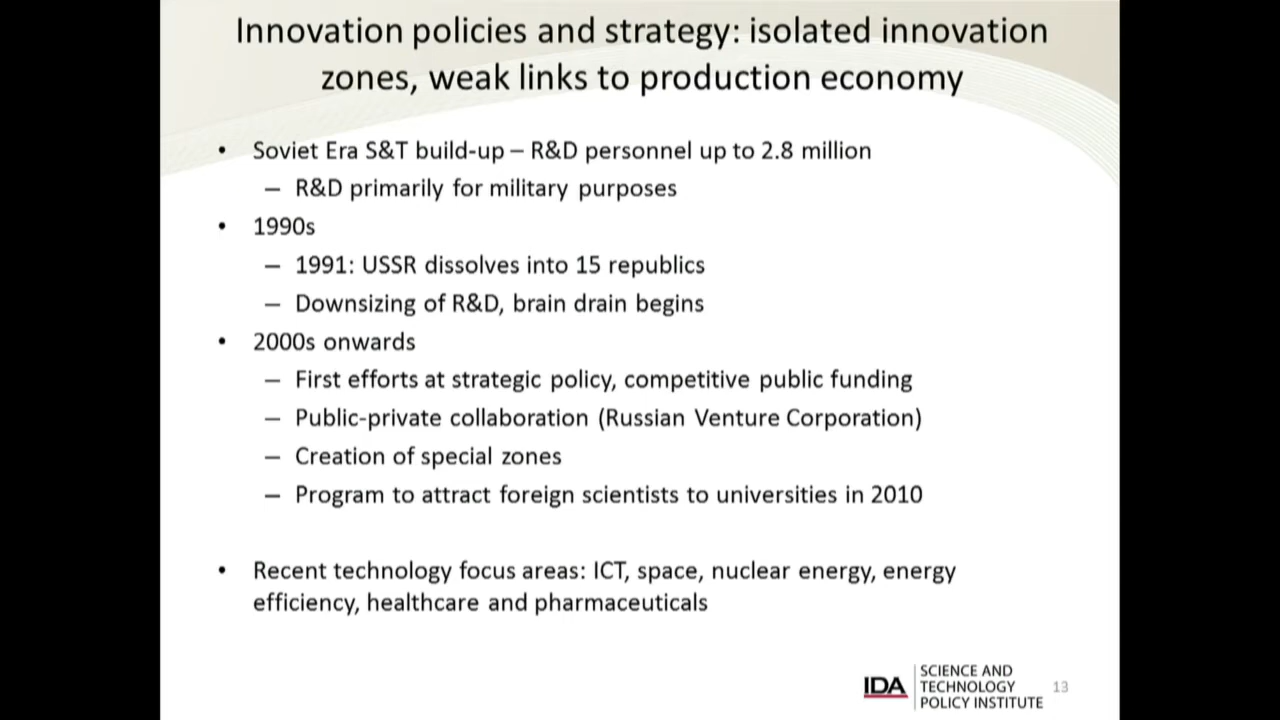 Innovation policies and strategy: isolated innovation
zones, weak links to production economy
• Soviet Era S&T build-up – R&D personnel up to 2.8 million
– R&D primarily for military purposes
• 1990s
– 1991: USSR dissolves into 15 republics
– Downsizing of R&D, brain drain begins
• 2000s onwards
– First efforts at strategic policy, competitive public funding
– Public-private collaboration (Russian Venture Corporation)
– Creation of special zones
– Program to attract foreign scientists to universities in 2010
• Recent technology focus areas: ICT, space, nuclear energy, energy
efficiency, healthcare and pharmaceuticals
IDA
SCIENCE AND
TECHNOLOGY
POLICY INSTITUTE
13